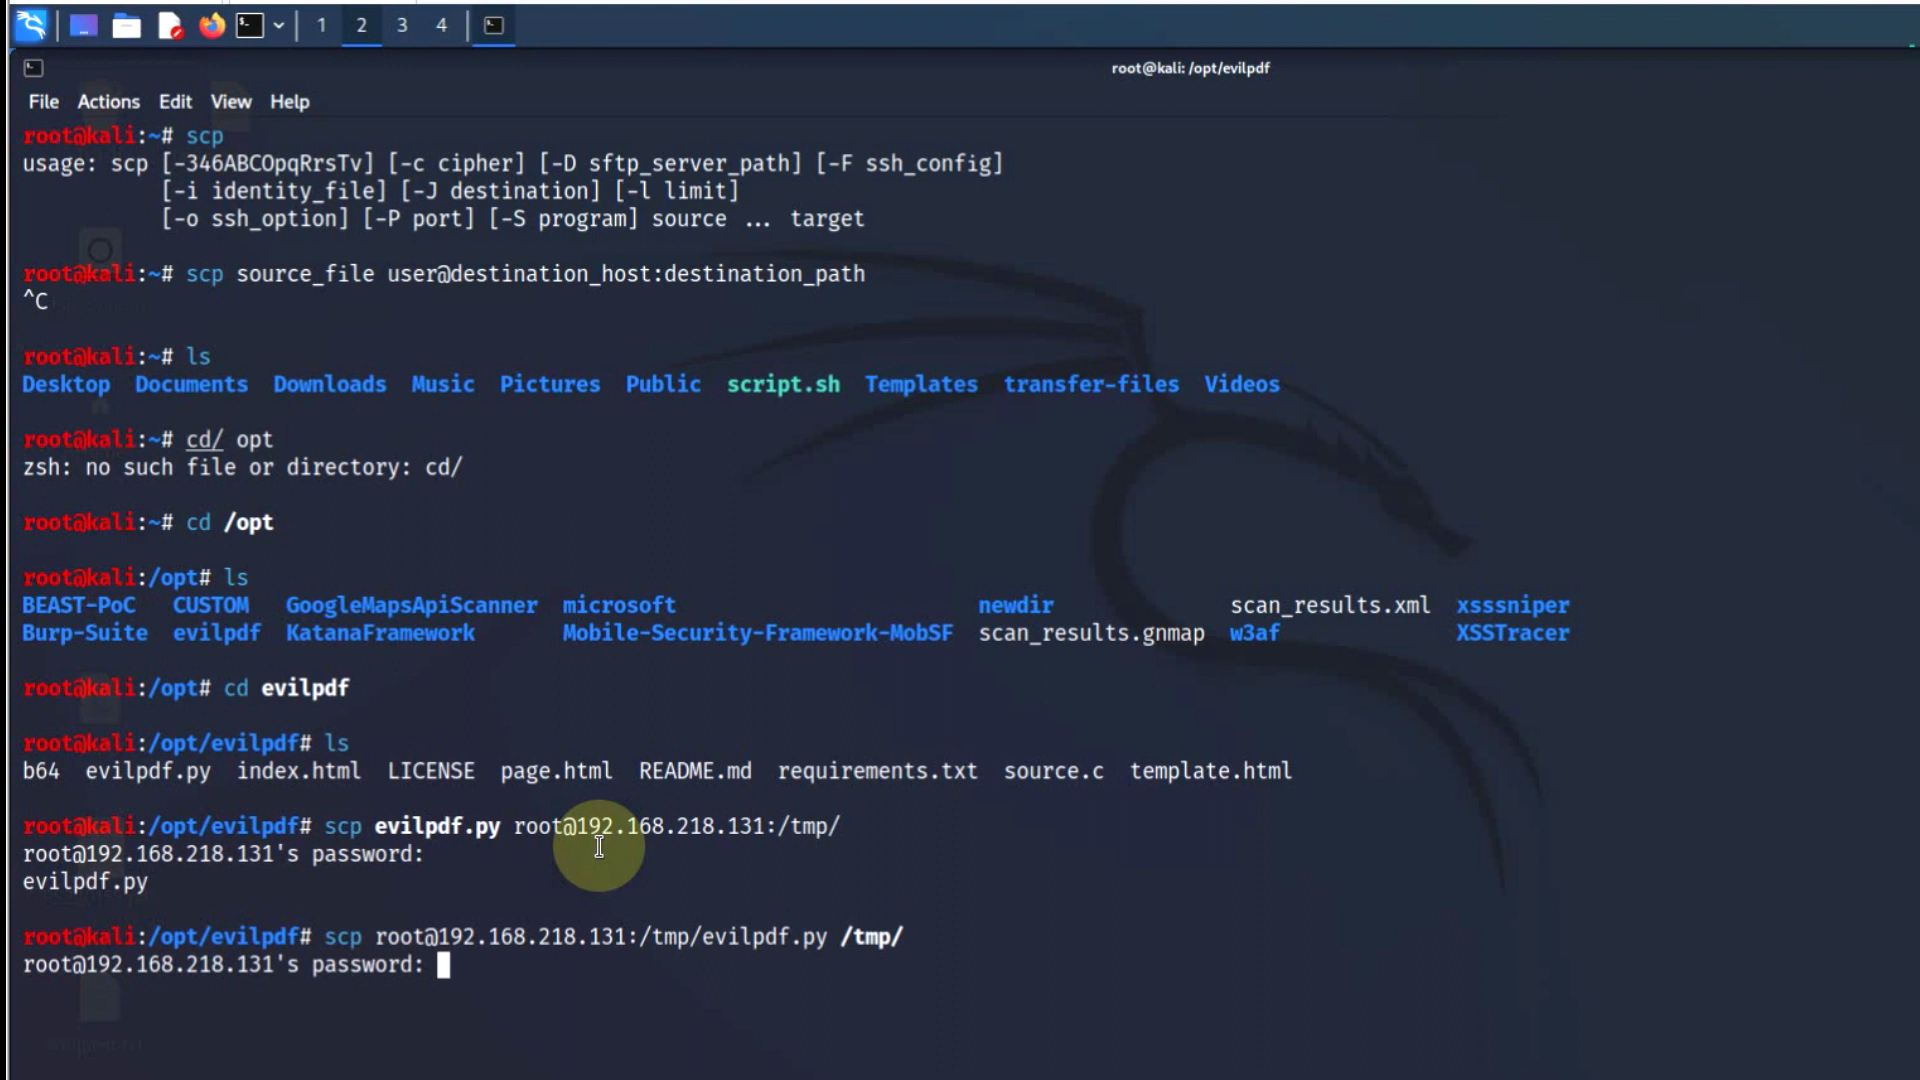 1 2 3 4
root@kali: /opt/evilpdf
File Actions Edit View Help
root@kali:~# scp
usage: scp [-346ABCOpqRrsTv] [-c cipher] [-D sftp_server_path] [-F ssh_config]
[-i identity_file] [-J destination] [-l limit]
[-o ssh_option] [-P port] [-S program] source ... target
root@kali:~# scp source_file user@destination_host:destination_path
^C
root@kali:~# ls
Desktop Documents Downloads Music Pictures Public script.sh Templates transfer-files Videos
root@kali:~# cd/ opt
zsh: no such file or directory: cd/
root@kali:~# cd /opt
root@kali:/opt# ls
BEAST-PoC CUSTOM GoogleMapsApiScanner microsoft newdir scan_results.xml xsssniper
Burp-Suite evilpdf KatanaFramework Mobile-Security-Framework-MobSF scan_results.gnmap w3af XSSTracer
root@kali:/opt# cd evilpdf
root@kali:/opt/evilpdf# ls
b64 evilpdf.py index.html LICENSE page.html README.md requirements.txt source.c template.html
root@kali:/opt/evilpdf# scp evilpdf.py root@192.168.218.131:/tmp/
root@192.168.218.131's password:
evilpdf.py
root@kali:/opt/evilpdf# scp root@192.168.218.131:/tmp/evilpdf.py /tmp/
root@192.168.218.131's password: